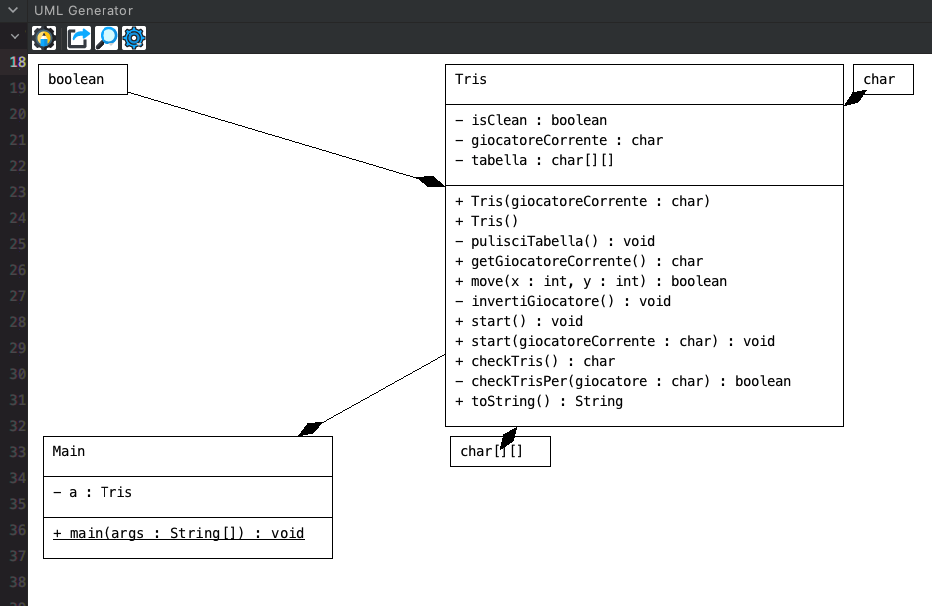 UML Generator
18
19
20
21
22
23
24
25
26
27
28
29
30
31
32
33
34
35
36
37
38
39
boolean
Tris
- isClean : boolean
- giocatoreCorrente : char
- tabella : char[][]
+ Tris(giocatoreCorrente : char)
+ Tris()
- pulisciTabella() : void
+ getGiocatoreCorrente() : char
+ move(x : int, y : int) : boolean
- invertiGiocatore() : void
+ start() : void
+ start(giocatoreCorrente : char) : void
+ checkTris() : char
- checkTrisPer(giocatore : char) : boolean
+ toString() : String
char
Main
- a : Tris
+ main(args : String[]) : void
char[][]